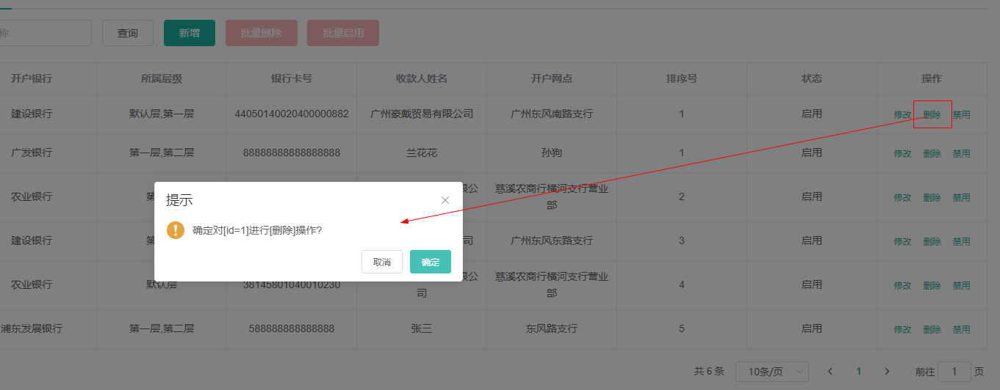 称 查询 新增 批量删除 批量启用
开户银行 所属层级 银行卡号 收款人姓名 开户网点 排序号 状态 操作
建设银行 默认层,第一层 44050140020400000882 广州豪戴贸易有限公司 广州东风南路支行 1 启用 修改 删除 禁用
广发银行 第一层,第二层 88888888888888888 兰花花 孙狗 1 启用 修改 删除 禁用
农业银行 第 限公 慈溪农商行横河支行营业部 2 启用 修改 删除 禁用
提示
确定对[id=1]进行[删除]操作?
取消 确定
建设银行 第 司 广州东风东路支行 3 启用 修改 删除 禁用
农业银行 默认层 38145801040010230 限公
司 慈溪农商行横河支行营业
部 4 启用 修改 删除 禁用
浦东发展银行 第一层,第二层 588888888888888 张三 东风路支行 5 启用 修改 删除 禁用
共 6 条 10条/页 1 前往 1 页